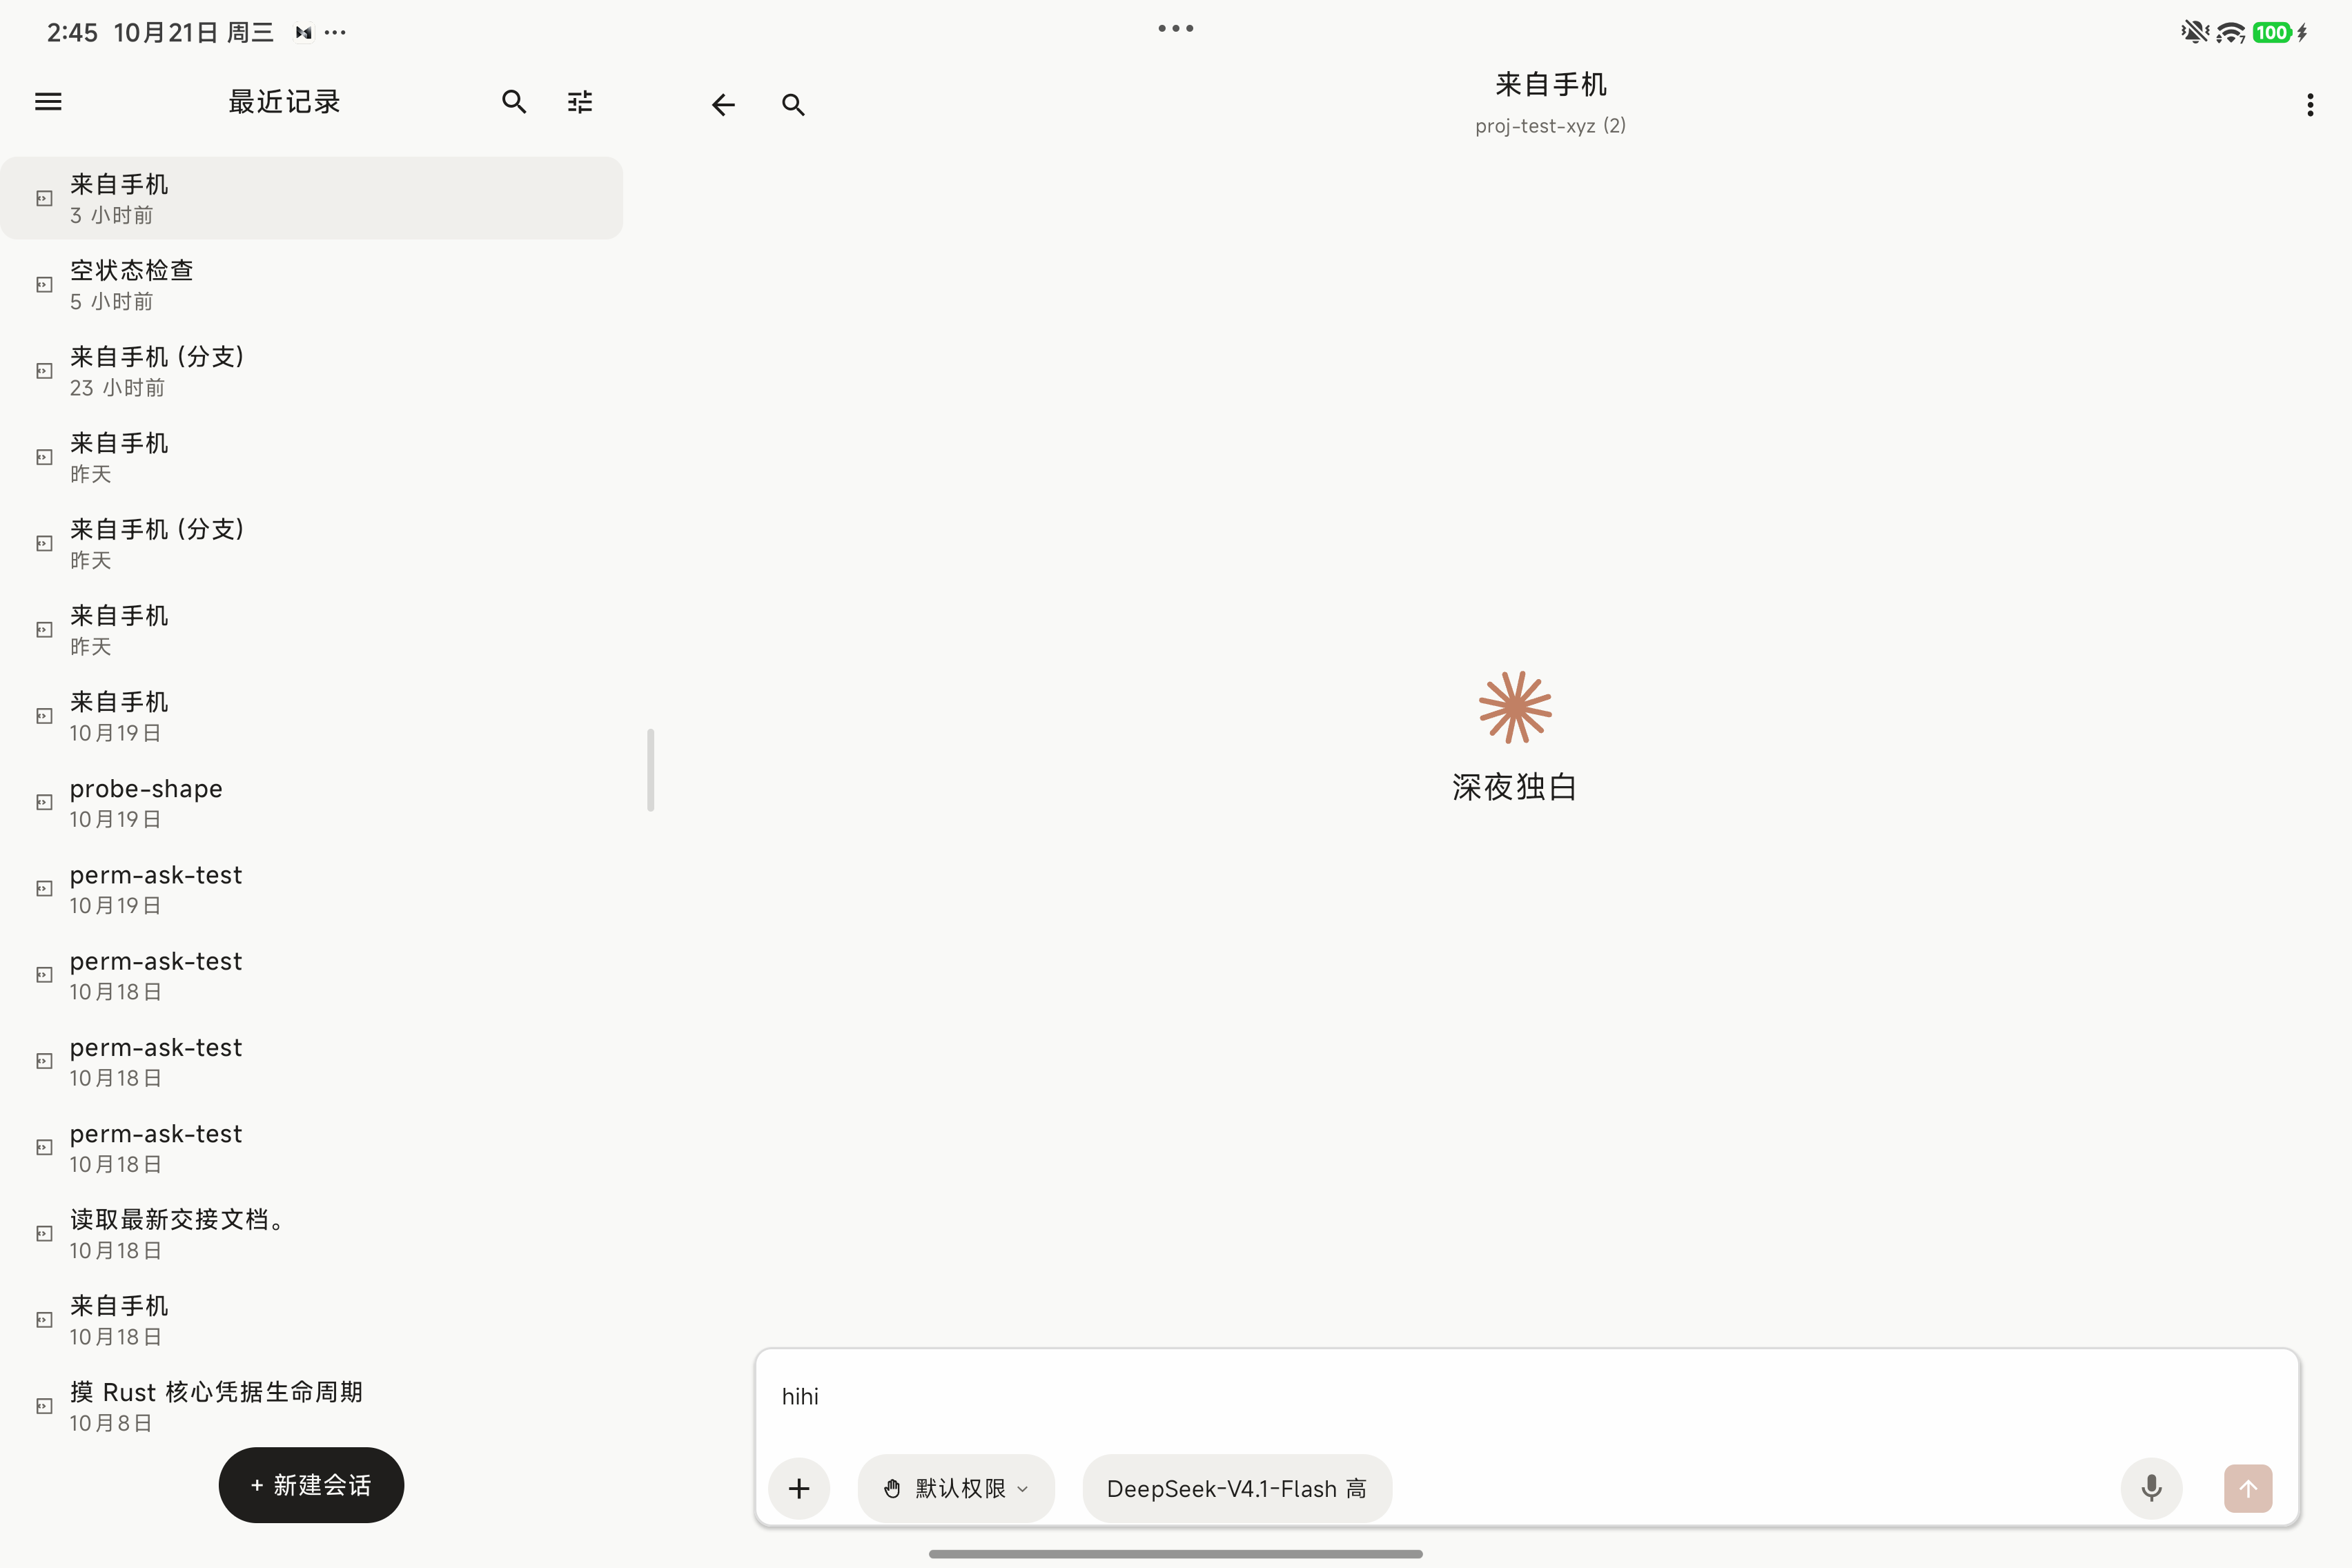 2:45 10月21日 周三
100
最近记录
来自手机
3 小时前
空状态检查
5 小时前
来自手机 (分支)
23 小时前
来自手机
昨天
来自手机 (分支)
昨天
来自手机
昨天
来自手机
10月19日
probe-shape
10月19日
perm-ask-test
10月19日
perm-ask-test
10月18日
perm-ask-test
10月18日
perm-ask-test
10月18日
读取最新交接文档。
10月18日
来自手机
10月18日
摸 Rust 核心凭据生命周期
10月8日
+ 新建会话
来自手机
proj-test-xyz (2)
深夜独白
hihi
默认权限
DeepSeek-V4.1-Flash 高